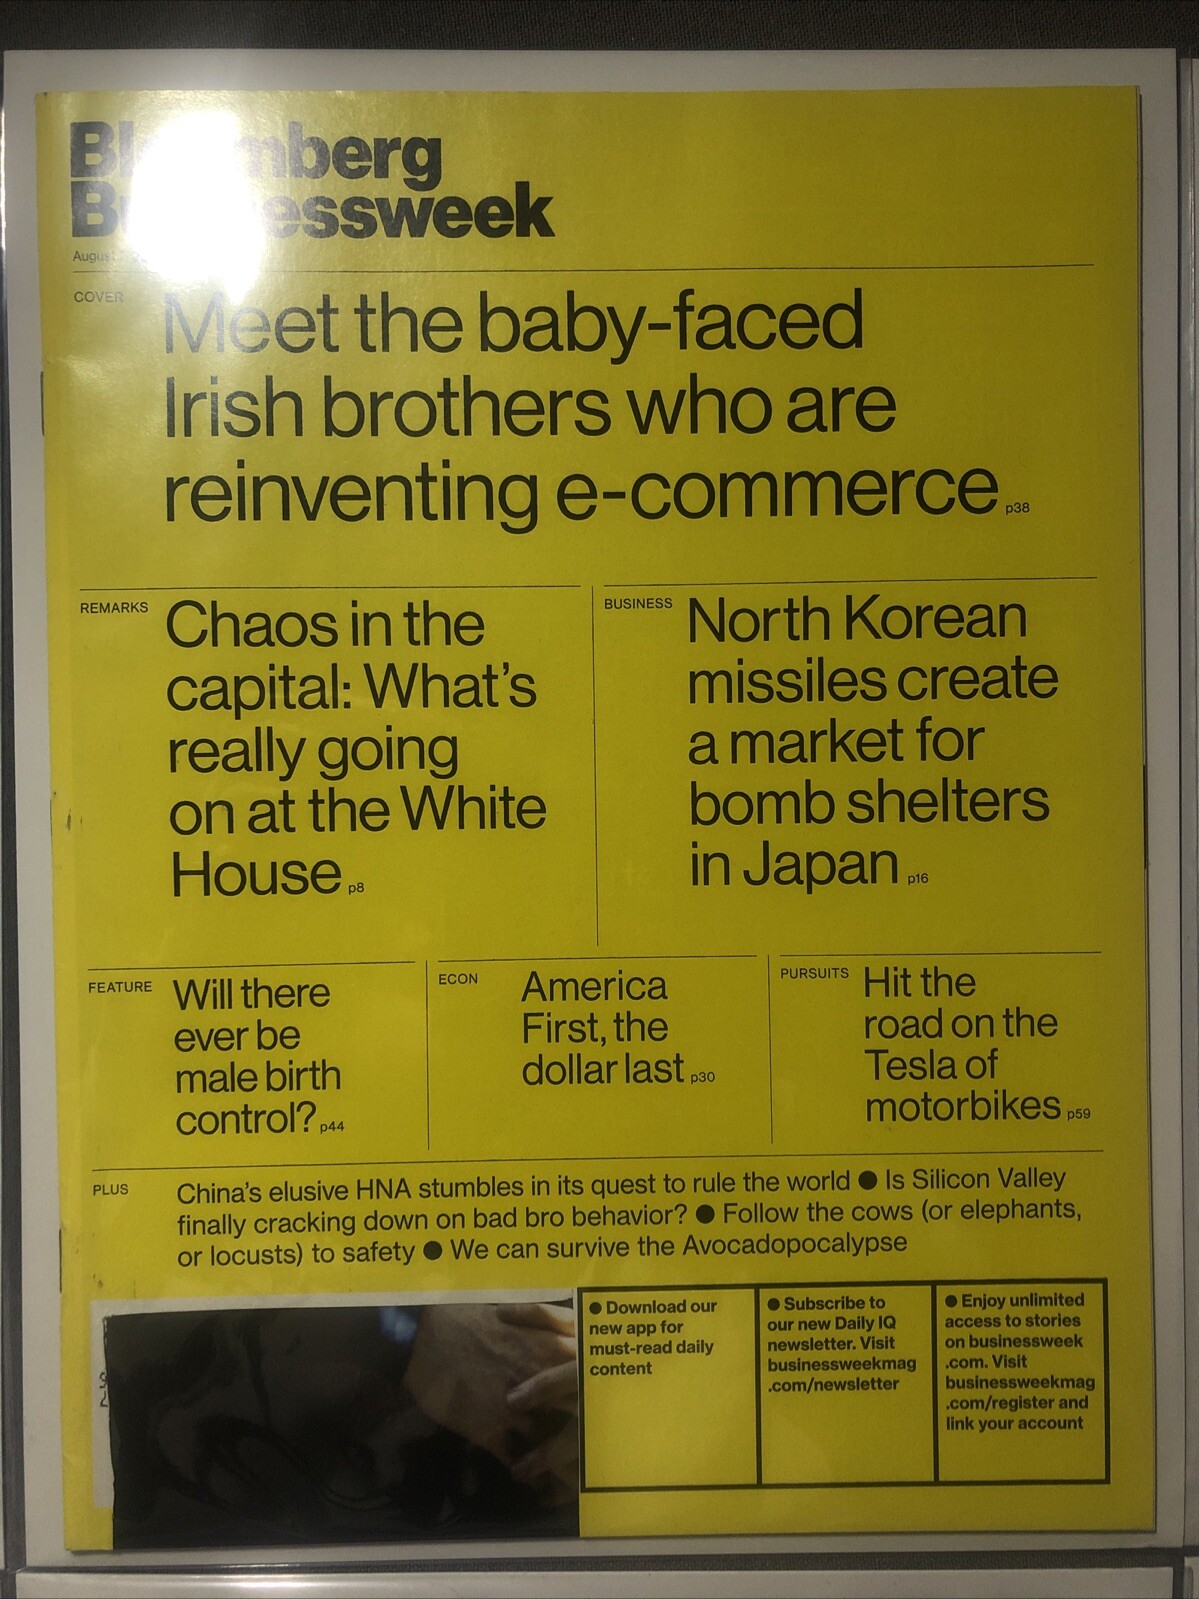 Bloomberg
Businessweek
August
COVER
Meet the baby-faced
Irish brothers who are
reinventing e-commerce p38
REMARKS
Chaos in the
capital: What's
really going
on at the White
House p8
BUSINESS
North Korean
missiles create
a market for
bomb shelters
in Japan p16
FEATURE
Will there
ever be
male birth
control? p44
ECON
America
First, the
dollar last p30
PURSUITS
Hit the
road on the
Tesla of
motorbikes p59
PLUS
China's elusive HNA stumbles in its quest to rule the world ● Is Silicon Valley
finally cracking down on bad bro behavior? ● Follow the cows (or elephants,
or locusts) to safety ● We can survive the Avocadopocalypse
● Download our
new app for
must-read daily
content
● Subscribe to
our new Daily IQ
newsletter. Visit
businessweekmag
.com/newsletter
● Enjoy unlimited
access to stories
on businessweek
.com. Visit
businessweekmag
.com/register and
link your account